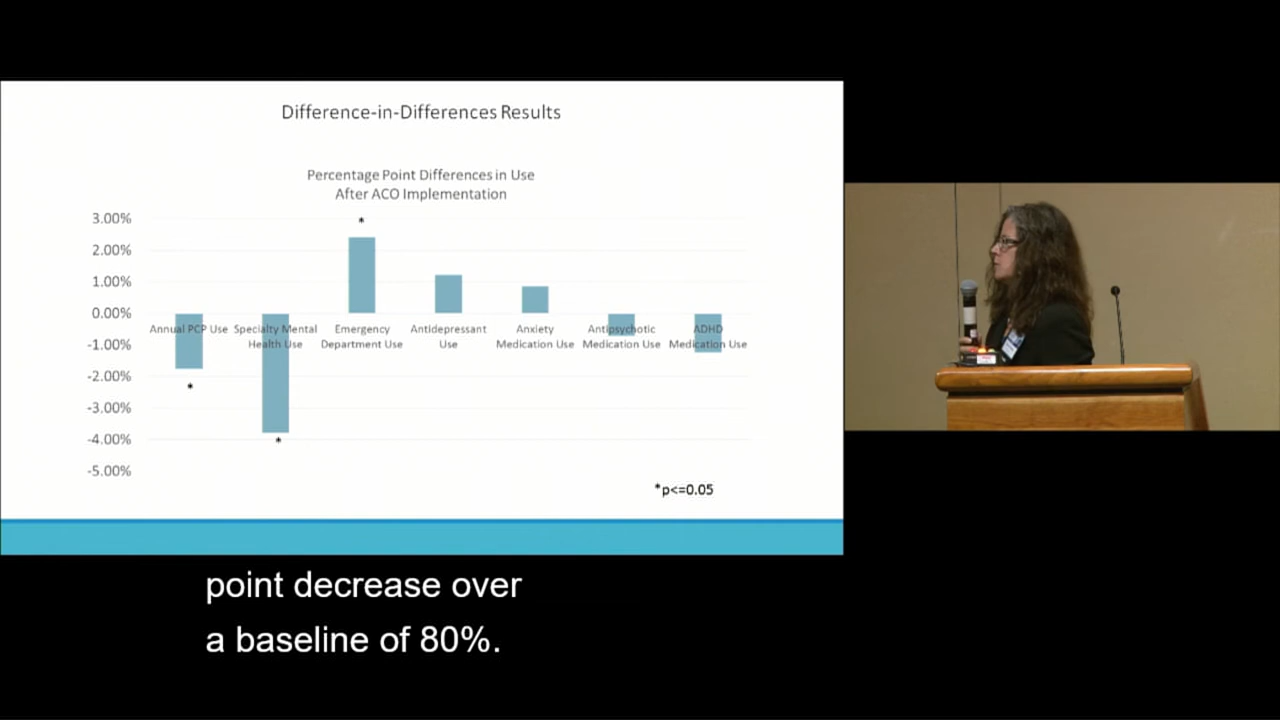 Difference-in-Differences Results
Percentage Point Differences in Use
After ACO Implementation
3.00%
2.00%
1.00%
0.00%
-1.00%
-2.00%
-3.00%
-4.00%
-5.00%
*
Annual PCP Use
Specialty Mental
Health Use
Emergency
Department Use
Antidepressant
Use
Anxiety
Medication Use
Antipsychotic
Medication Use
ADHD
Medication Use
*
*
*p<=0.05
point decrease over
a baseline of 80%.